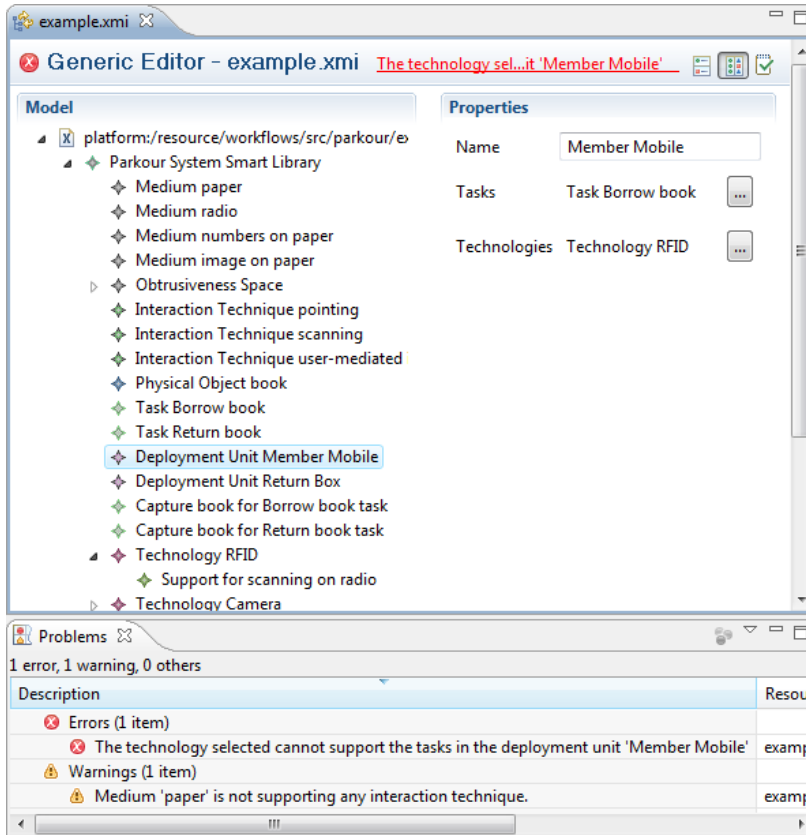 example.xmi
Generic Editor - example.xmi The technology sel...it 'Member Mobile'
Model
Properties
platform:/resource/workflows/src/parkour/ex
Parkour System Smart Library
Medium paper
Medium radio
Medium numbers on paper
Medium image on paper
Obtrusiveness Space
Interaction Technique pointing
Interaction Technique scanning
Interaction Technique user-mediated
Physical Object book
Task Borrow book
Task Return book
Deployment Unit Member Mobile
Deployment Unit Return Box
Capture book for Borrow book task
Capture book for Return book task
Technology RFID
Support for scanning on radio
Technology Camera
Name Member Mobile
Tasks Task Borrow book ...
Technologies Technology RFID ...
Problems
1 error, 1 warning, 0 others
Description Resou
Errors (1 item)
The technology selected cannot support the tasks in the deployment unit 'Member Mobile' examp
Warnings (1 item)
Medium 'paper' is not supporting any interaction technique. examp